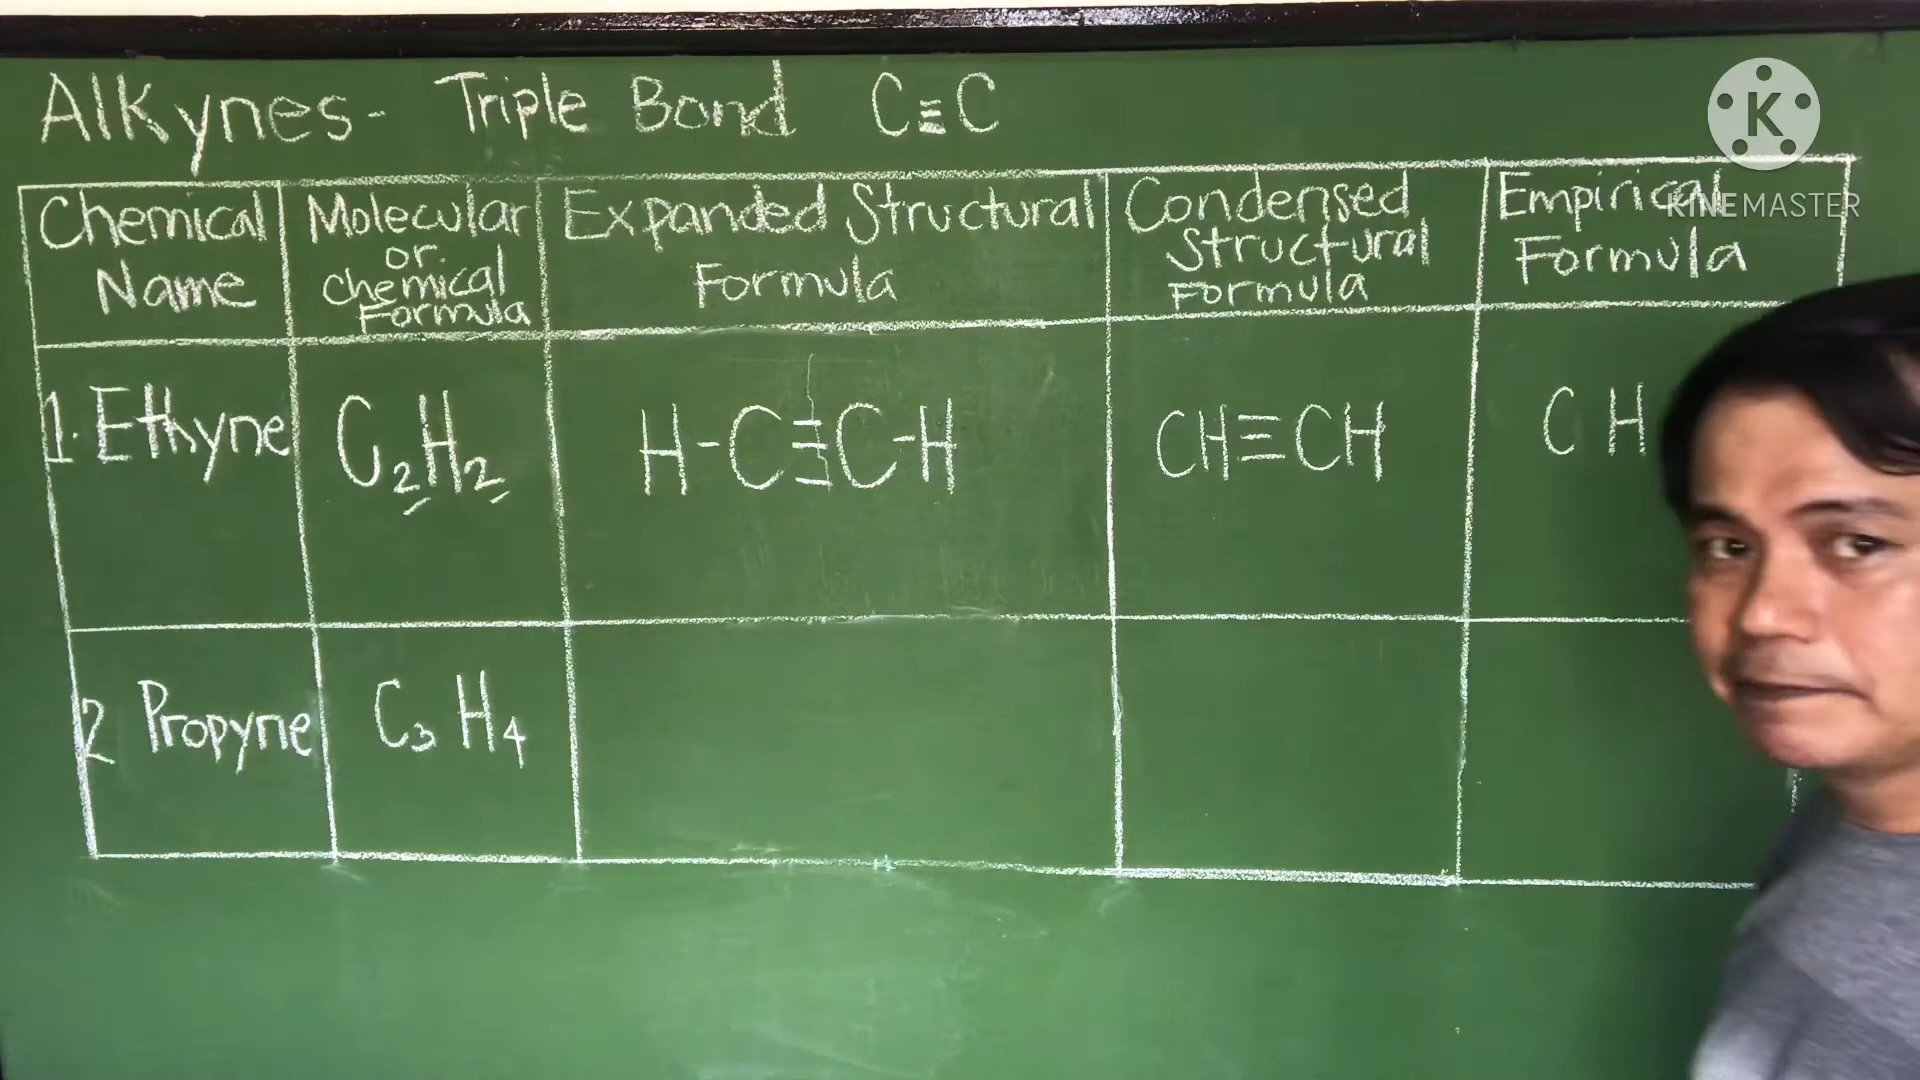 Alkynes- Triple Bond C≡C
K
KINEMASTER
Chemical
Name
Molecular
or
chemical
Formula
Expanded Structural
Formula
Condensed
Structural
Formula
Empirical
Formula
1. Ethyne
C₂H₂
H-C≡C-H
CH≡CH
CH
2 Propyne
C₃H₄